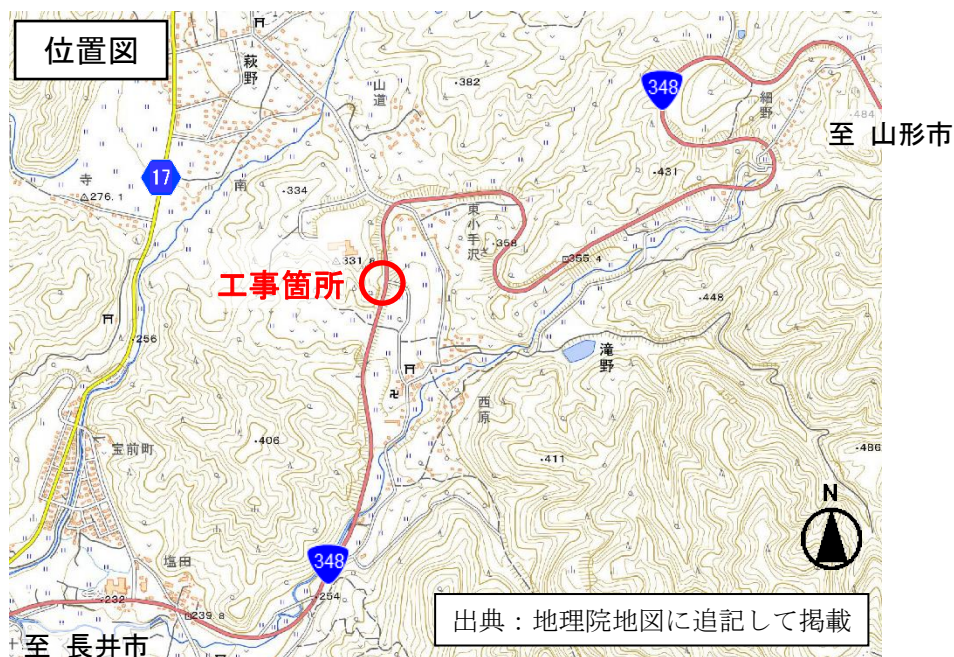 位置図
萩野
山道
・382
348
細野
・484
至 山形市
17
寺
△276.1
南
・334
・431
東小手沢
・358
355.4
工事箇所
・448
256
滝野
西原
宝前町
・406
・411
・486
N
塩田
348
232
239.8
・254
出典：地理院地図に追記して掲載
至 長井市